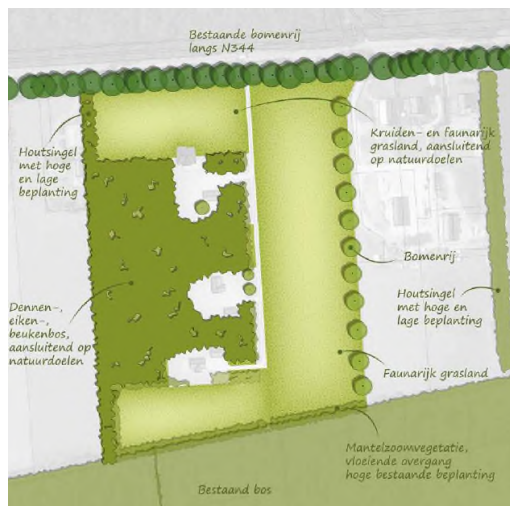 Bestaande bomenrij
langs N344
Houtsingel
met hoge
en lage
beplanting
Kruiden- en faunarijk
grasland, aansluitend
op natuurdoelen
Bomenrij
Houtsingel
met hoge en
lage beplanting
Dennen-,
eiken-,
beukenbos,
aansluitend op
natuurdoelen
Faunarijk grasland
Mantelzoomvegetatie,
vloeiende overgang
hoge bestaande beplanting
Bestaand bos